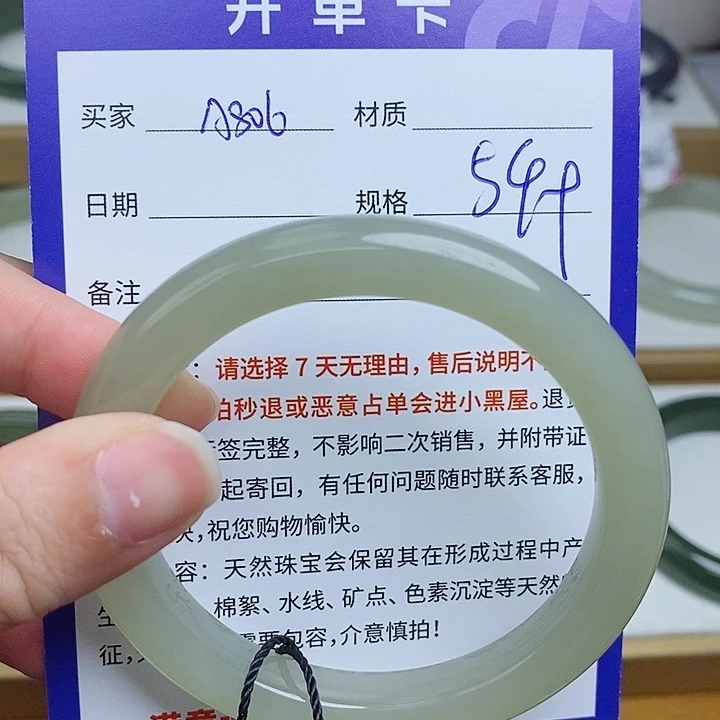 开单卡
买家 A806 材质
日期 规格 54
备注
：请选择7天无理由，售后说明不
拍秒退或恶意占单会进小黑屋。退
签完整，不影响二次销售，并附带证
起寄回，有任何问题随时联系客服，
快，祝您购物愉快。
容：天然珠宝会保留其在形成过程中产
生 棉絮、水线、矿点、色素沉淀等天然
征， 需要包容，介意慎拍！
满意